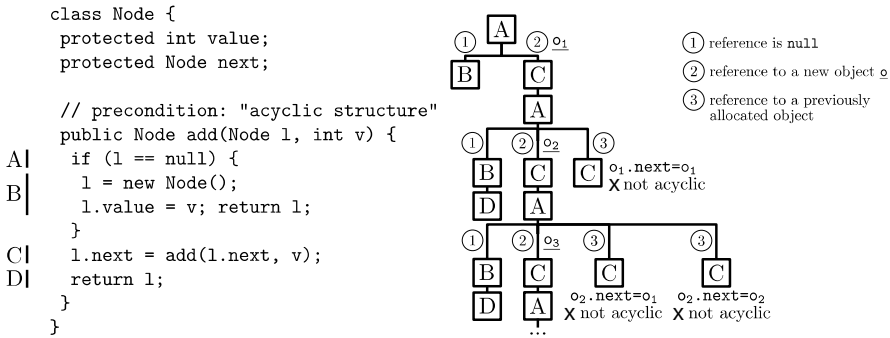 class Node {
protected int value;
protected Node next;
// precondition: "acyclic structure"
public Node add(Node l, int v) {
A if (l == null) {
B l = new Node();
l.value = v; return l;
}
C l.next = add(l.next, v);
D return l;
}
}
A
1 2 o1
B C
A
1 2 o2 3
B C C o1.next=o1
X not acyclic
D A
1 2 o3 3 3
B C C C
o2.next=o1 o2.next=o2
D A X not acyclic X not acyclic
...
1 reference is null
2 reference to a new object o
3 reference to a previously
allocated object